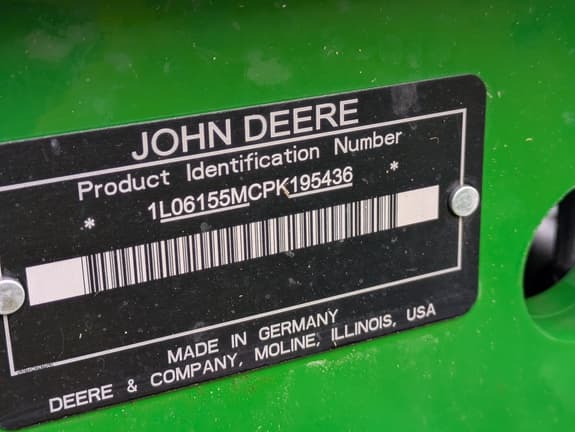 JOHN DEERE
Product Identification Number
* 1L06155MCPK195436 *
MADE IN GERMANY
DEERE & COMPANY, MOLINE, ILLINOIS, USA